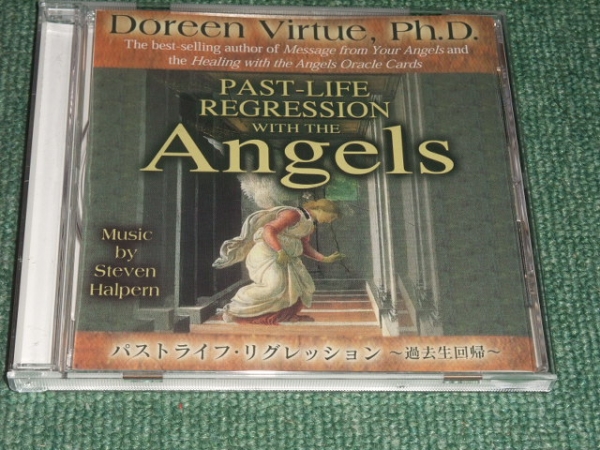 Doreen Virtue, Ph.D.
The best-selling author of Message from Your Angels and
the Healing with the Angels Oracle Cards
PAST-LIFE
REGRESSION
WITH THE
Angels
Music
by
Steven
Halpern
パストライフ・リグレッション ～過去生回帰～